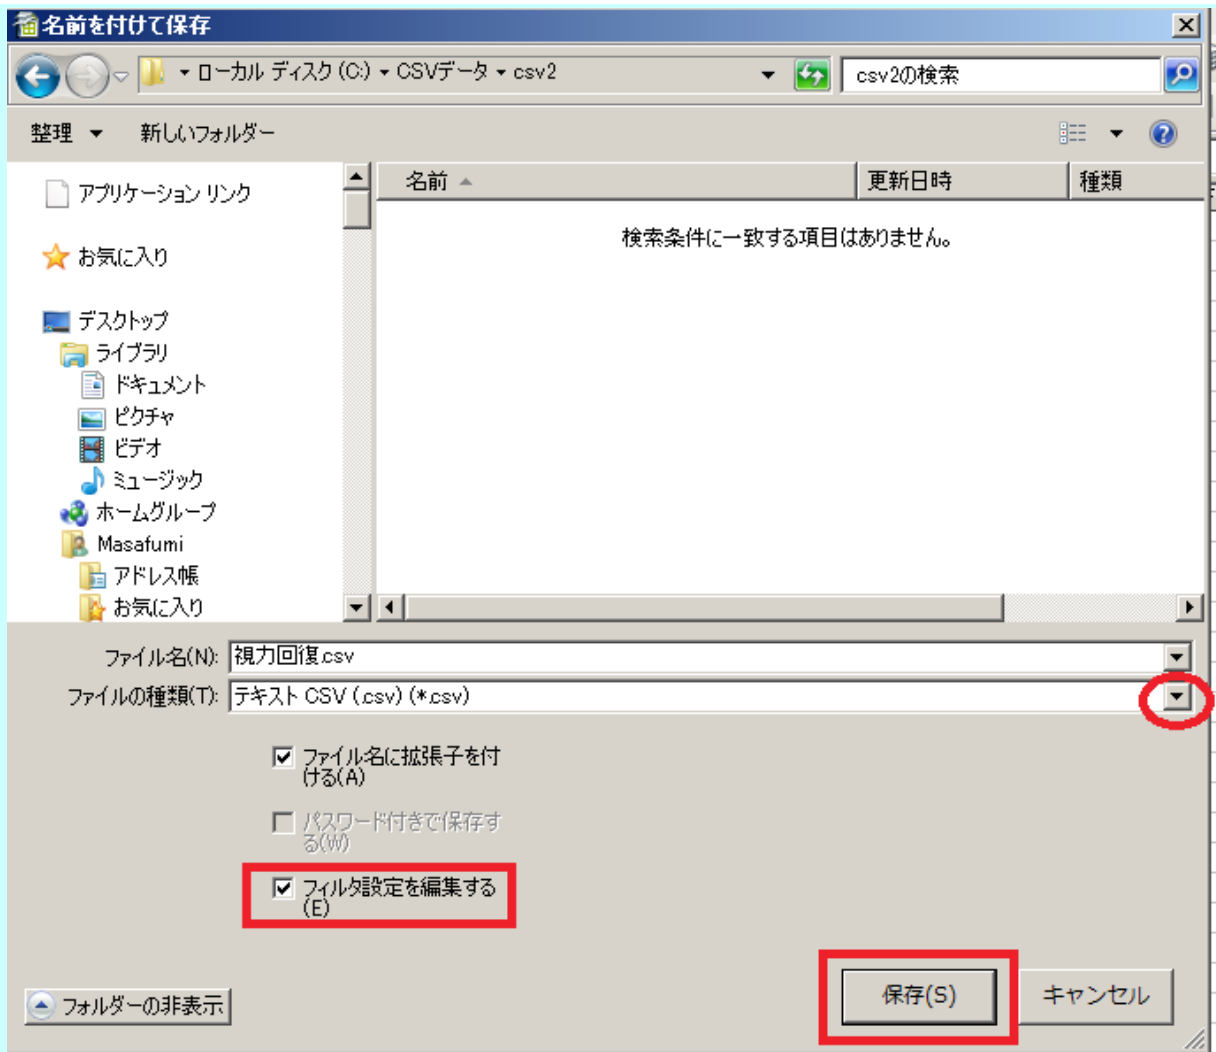 名前を付けて保存
ローカル ディスク (C:) CSVデータ csv2
csv2の検索
整理 新しいフォルダー
名前 更新日時 種類
検索条件に一致する項目はありません。
アプリケーション リンク
お気に入り
デスクトップ
ライブラリ
ドキュメント
ピクチャ
ビデオ
ミュージック
ホームグループ
Masafumi
アドレス帳
お気に入り
ファイル名(N): 視力回復.csv
ファイルの種類(T): テキスト CSV (.csv) (*.csv)
ファイル名に拡張子を付
ける(A)
パスワード付きで保存す
る(W)
フィルタ設定を編集する
(E)
フォルダーの非表示
保存(S) キャンセル